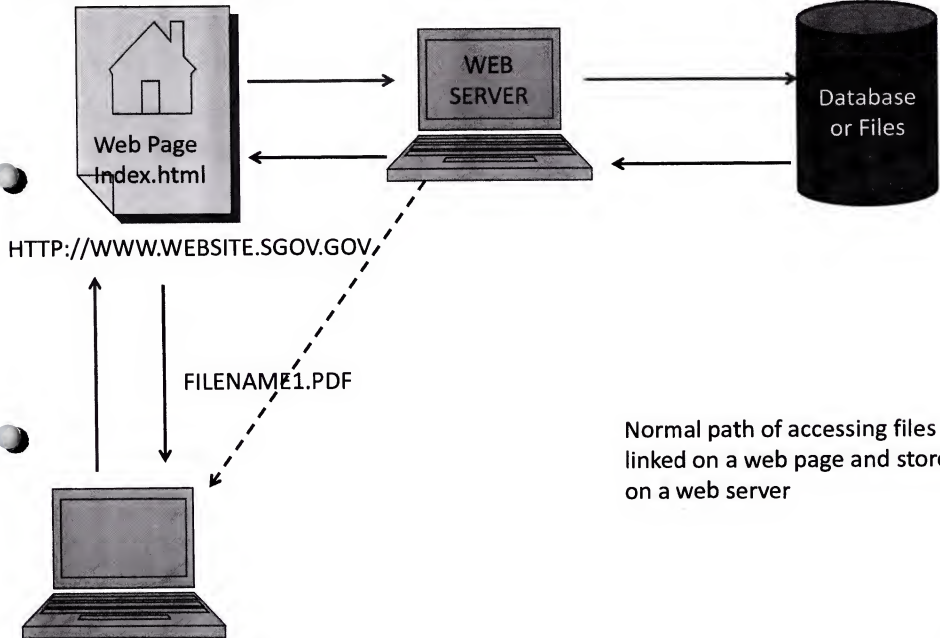 WEB
SERVER
Database
or Files
Web Page
Index.html
HTTP://WWW.WEBSITE.SGOV.GOV
FILENAME1.PDF
Normal path of accessing files
linked on a web page and store
on a web server